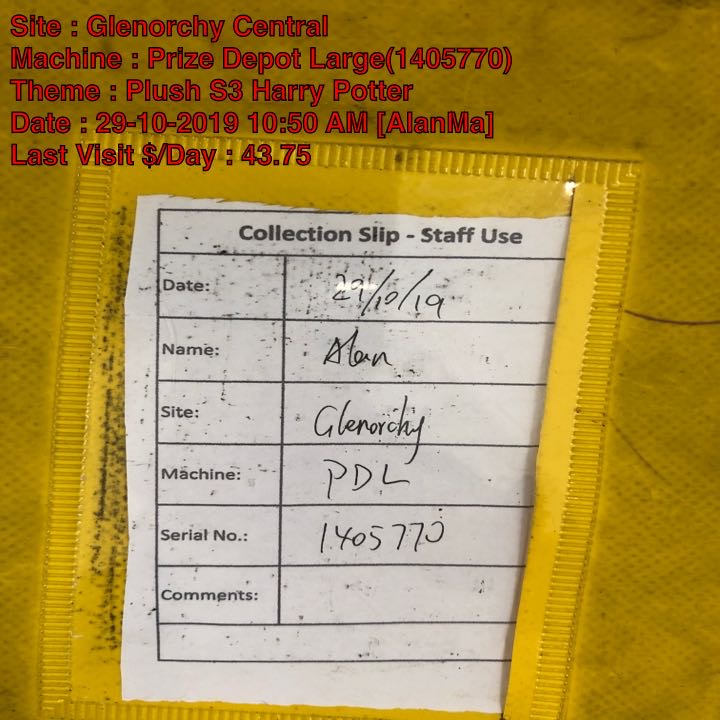 Site : Glenorchy Central
Machine : Prize Depot Large(1405770)
Theme : Plush S3 Harry Potter
Date : 29-10-2019 10:50 AM [AlanMa]
Last Visit $/Day : 43.75
Collection Slip - Staff Use
Date: 29/10/19
Name: Alan
Site: Glenorchy
Machine: PDL
Serial No.: 1405770
Comments: